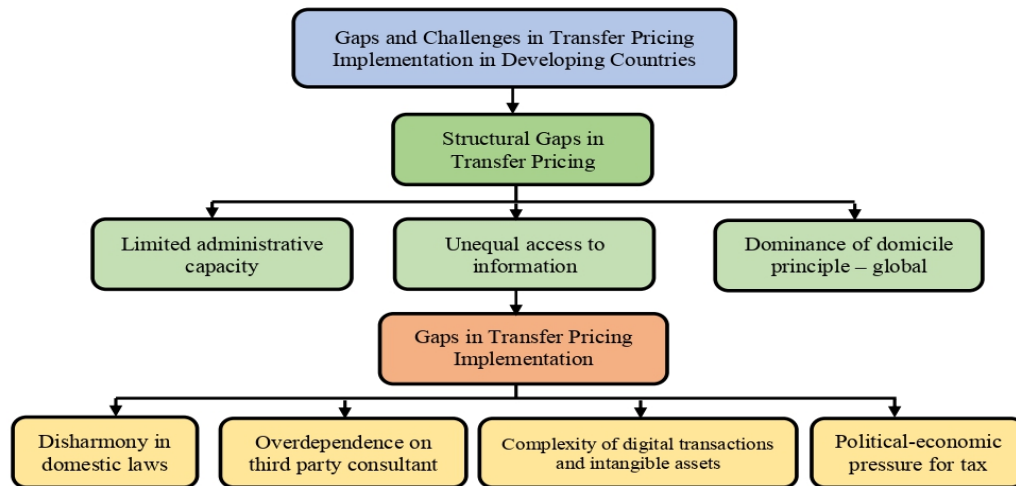 Gaps and Challenges in Transfer Pricing
Implementation in Developing Countries
Structural Gaps in
Transfer Pricing
Limited administrative
capacity
Unequal access to
information
Dominance of domicile
principle – global
Gaps in Transfer Pricing
Implementation
Disharmony in
domestic laws
Overdependence on
third party consultant
Complexity of digital transactions
and intangible assets
Political-economic
pressure for tax